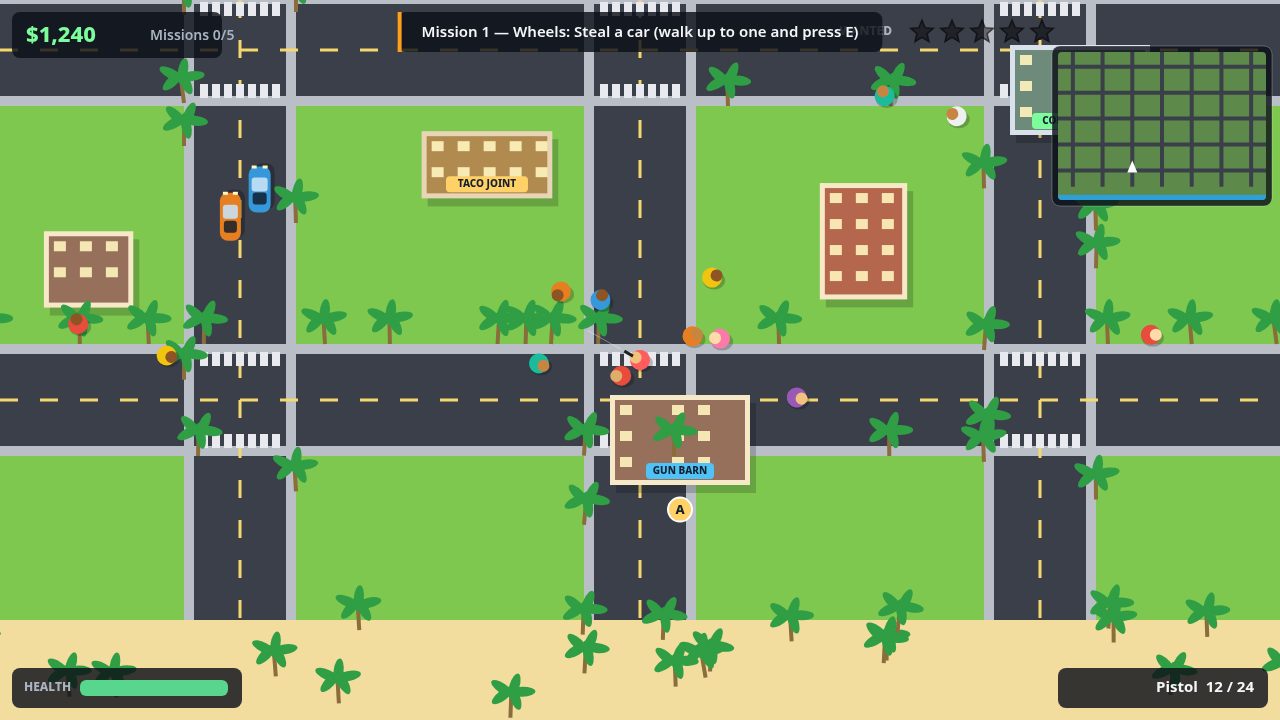 $1,240
Missions 0/5
Mission 1 — Wheels: Steal a car (walk up to one and press E)
TACO JOINT
GUN BARN
A
HEALTH
Pistol 12 / 24